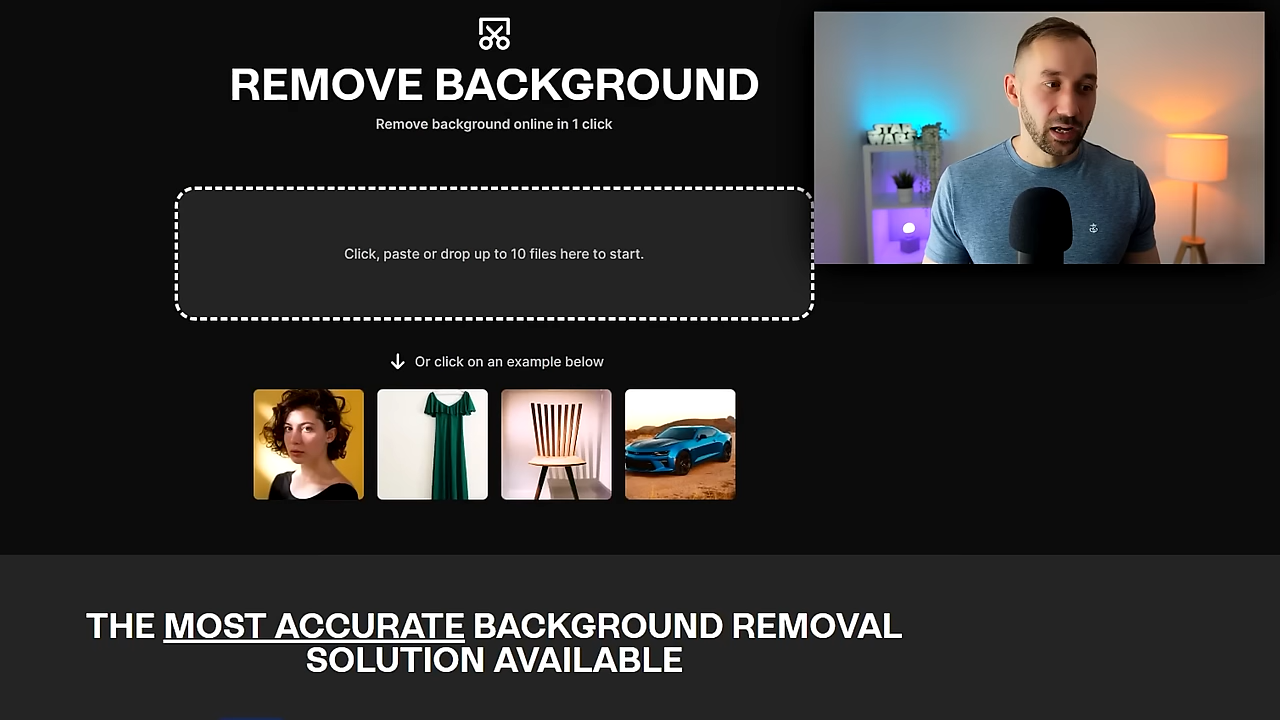 REMOVE BACKGROUND
Remove background online in 1 click
Click, paste or drop up to 10 files here to start.
Or click on an example below
STAR
WARS
THE MOST ACCURATE BACKGROUND REMOVAL
SOLUTION AVAILABLE